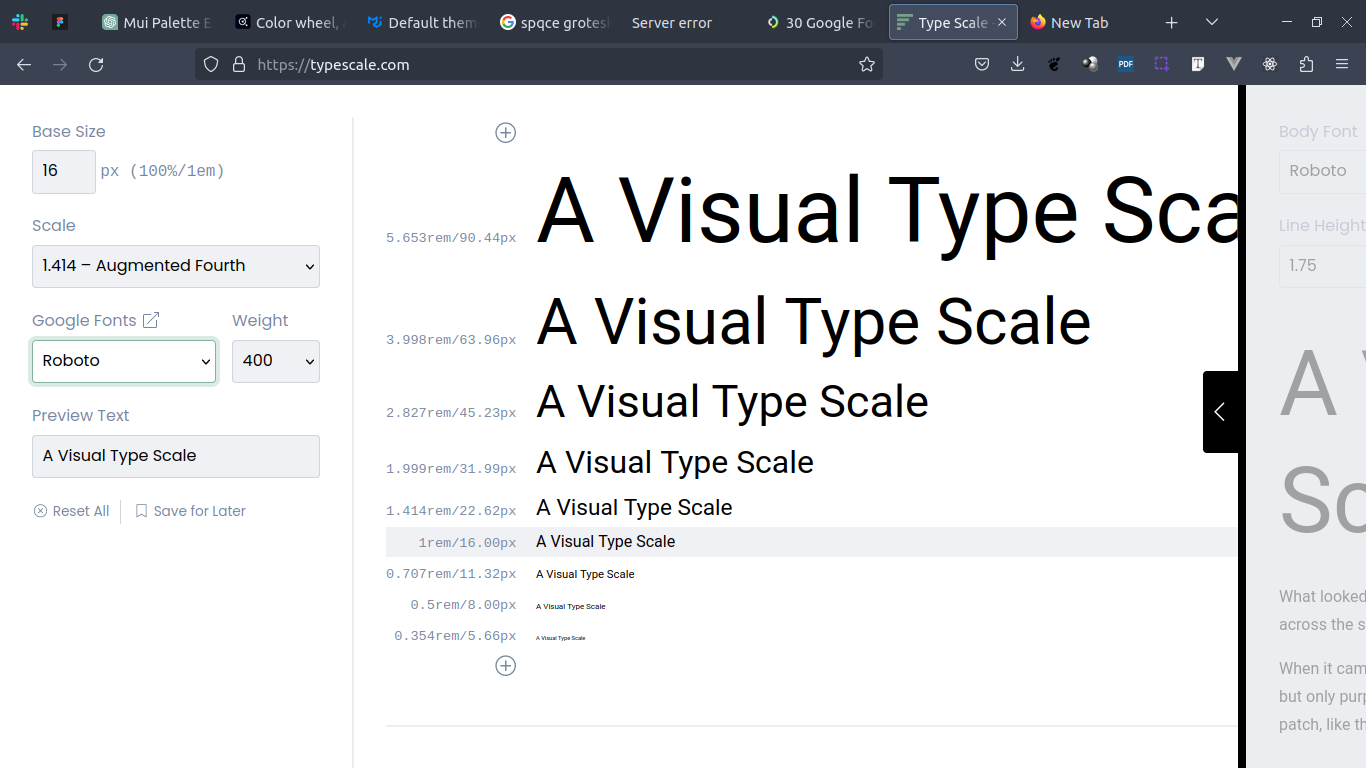 Mui Palette E
Color wheel,
Default them
spqce grotes
Server error
30 Google Fo
Type Scale
New Tab
https://typescale.com
PDF
T
Base Size
16 px (100%/1em)
Scale
1.414 – Augmented Fourth
Google Fonts Weight
Roboto 400
Preview Text
A Visual Type Scale
Reset All Save for Later
5.653rem/90.44px A Visual Type Sca
3.998rem/63.96px A Visual Type Scale
2.827rem/45.23px A Visual Type Scale
1.999rem/31.99px A Visual Type Scale
1.414rem/22.62px A Visual Type Scale
1rem/16.00px A Visual Type Scale
0.707rem/11.32px A Visual Type Scale
0.5rem/8.00px A Visual Type Scale
0.354rem/5.66px A Visual Type Scale
Body Font
Roboto
Line Height
1.75
A
Sc
What looked
across the s
When it cam
but only purp
patch, like th